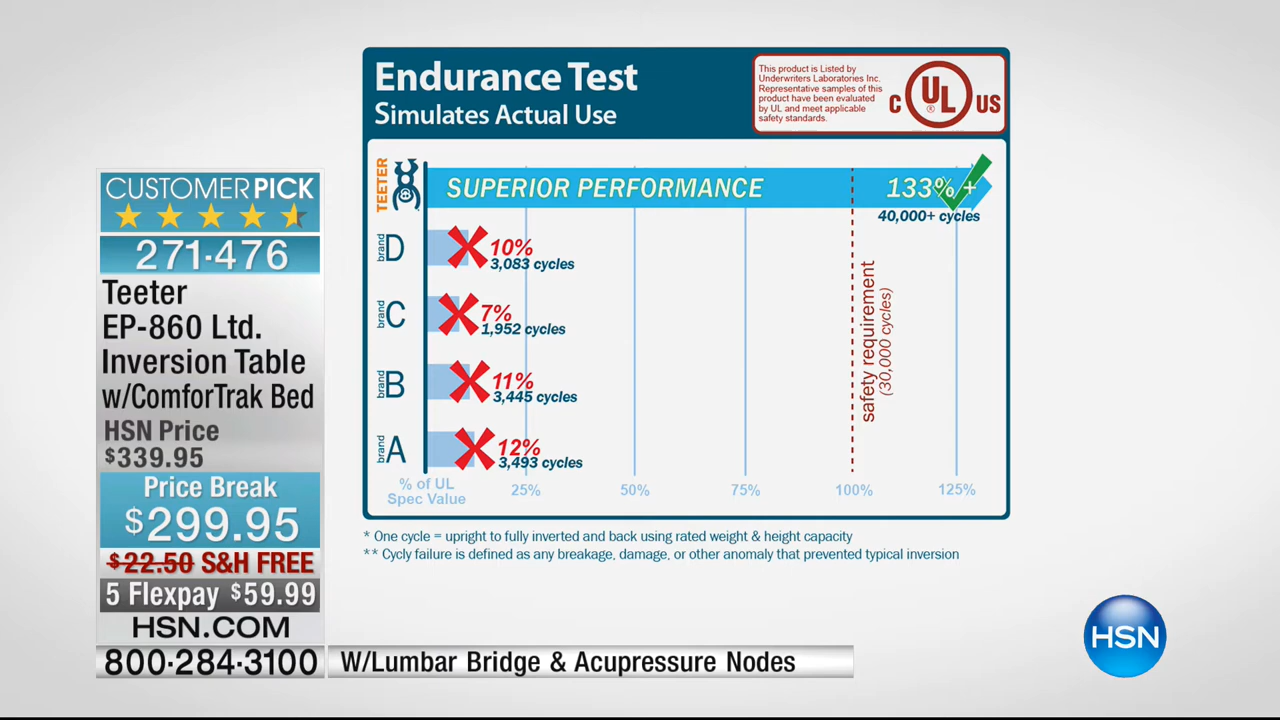 CUSTOMER PICK
271·476
Teeter
EP-860 Ltd.
Inversion Table
w/ComforTrak Bed
HSN Price
$339.95
Price Break
$299.95
$22.50 S&H FREE
5 Flexpay $59.99
HSN.COM
800·284·3100
W/Lumbar Bridge & Acupressure Nodes
Endurance Test
Simulates Actual Use
This product is Listed by
Underwriters Laboratories Inc.
Representative samples of this
product have been evaluated
by UL and meet applicable
safety standards.
C UL ® US
TEETER
SUPERIOR PERFORMANCE
133% +
40,000+ cycles
brand D
10%
3,083 cycles
brand C
7%
1,952 cycles
brand B
11%
3,445 cycles
brand A
12%
3,493 cycles
safety requirement
(30,000 cycles)
% of UL
Spec Value
25%
50%
75%
100%
125%
* One cycle = upright to fully inverted and back using rated weight & height capacity
** Cycly failure is defined as any breakage, damage, or other anomaly that prevented typical inversion
HSN